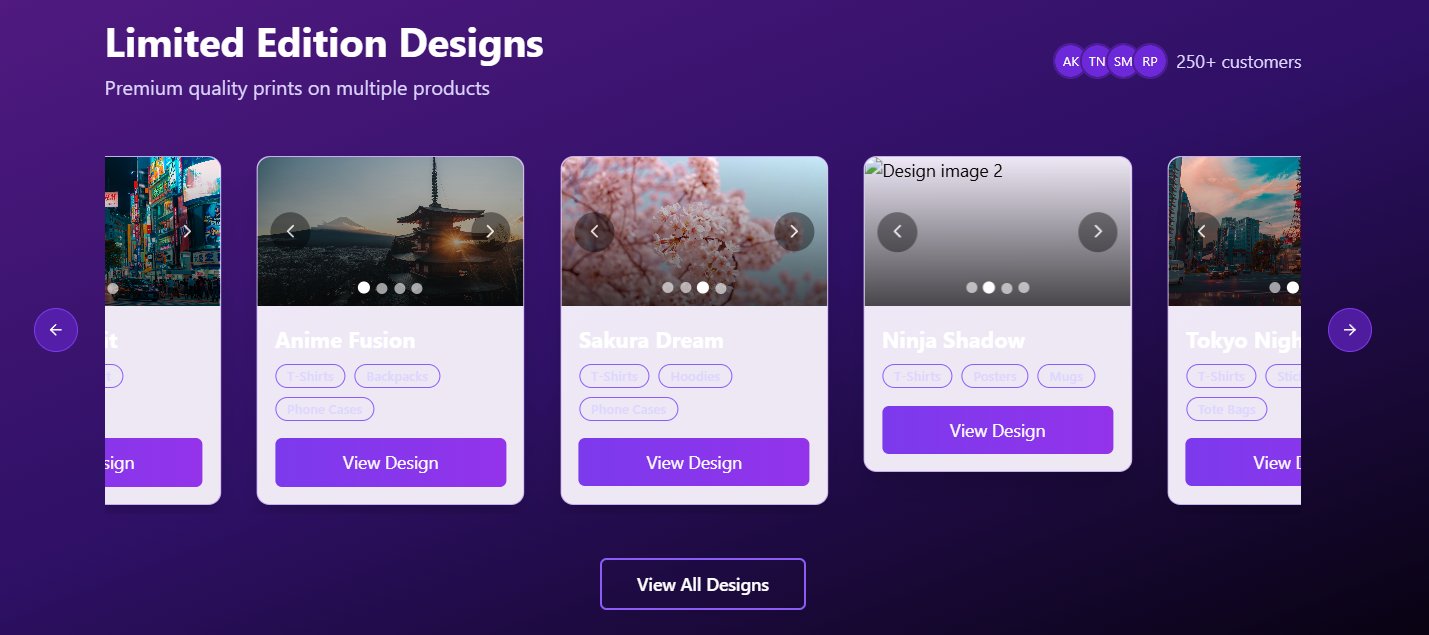 Limited Edition Designs
Premium quality prints on multiple products
AK TN SM RP 250+ customers
Design image 2
Anime Fusion
T-Shirts Backpacks
Phone Cases
View Design
Sakura Dream
T-Shirts Hoodies
Phone Cases
View Design
Ninja Shadow
T-Shirts Posters Mugs
View Design
Tokyo Nigh
T-Shirts Stic
Tote Bags
View D
sign
it
t
View All Designs